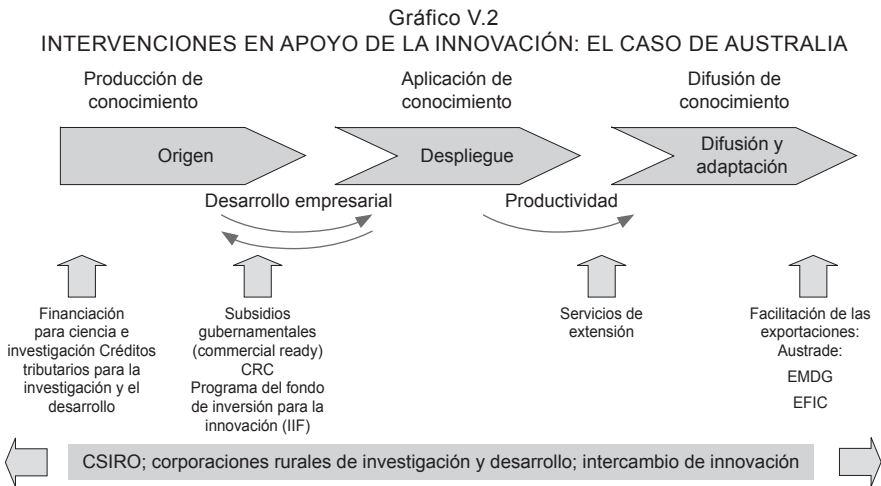 Gráfico V.2
INTERVENCIONES EN APOYO DE LA INNOVACIÓN: EL CASO DE AUSTRALIA
Producción de
conocimiento
Aplicación de
conocimiento
Difusión de
conocimiento
Origen
Despliegue
Difusión y
adaptación
Desarrollo empresarial
Productividad
Financiación
para ciencia e
investigación Créditos
tributarios para la
investigación y el
desarrollo
Subsidios
gubernamentales
(commercial ready)
CRC
Programa del fondo
de inversión para la
innovación (IIF)
Servicios de
extensión
Facilitación de las
exportaciones:
Austrade:
EMDG
EFIC
CSIRO; corporaciones rurales de investigación y desarrollo; intercambio de innovación